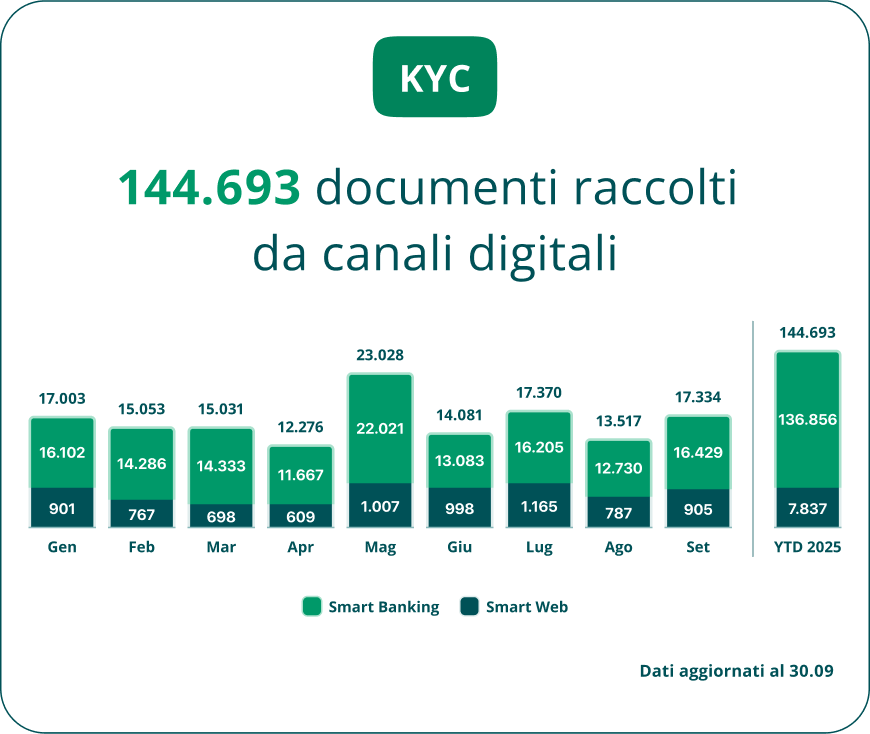 KYC
144.693 documenti raccolti
da canali digitali
17.003
16.102
901
Gen
15.053
14.286
767
Feb
15.031
14.333
698
Mar
12.276
11.667
609
Apr
23.028
22.021
1.007
Mag
14.081
13.083
998
Giu
17.370
16.205
1.165
Lug
13.517
12.730
787
Ago
17.334
16.429
905
Set
144.693
136.856
7.837
YTD 2025
Smart Banking
Smart Web
Dati aggiornati al 30.09